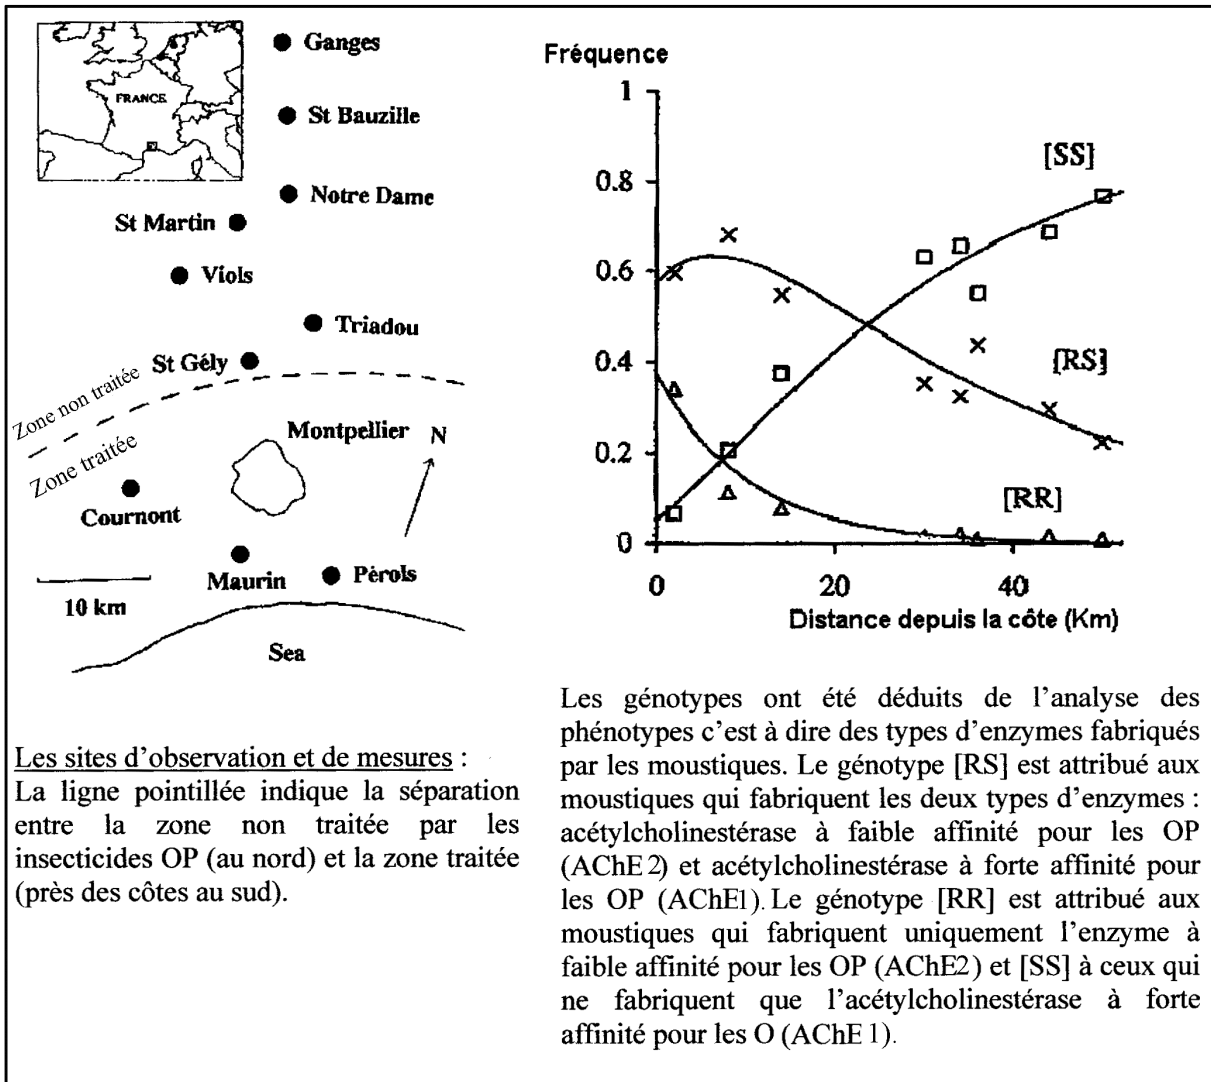 FRANCE
Ganges
St Bauzille
Notre Dame
St Martin
Viols
Triadou
St Gély
Zone non traitée
Zone traitée
Montpellier
N
Cournont
Maurin
Pérols
10 km
Sea
Les sites d'observation et de mesures :
La ligne pointillée indique la séparation
entre la zone non traitée par les
insecticides OP (au nord) et la zone traitée
(près des côtes au sud).
Fréquence
1
0.8
0.6
0.4
0.2
0
[SS]
[RS]
[RR]
0
20
40
Distance depuis la côte (Km)
Les génotypes ont été déduits de l'analyse des
phénotypes c'est à dire des types d'enzymes fabriqués
par les moustiques. Le génotype [RS] est attribué aux
moustiques qui fabriquent les deux types d'enzymes :
acétylcholinestérase à faible affinité pour les OP
(AChE 2) et acétylcholinestérase à forte affinité pour
les OP (AChE1). Le génotype [RR] est attribué aux
moustiques qui fabriquent uniquement l'enzyme à
faible affinité pour les OP (AChE2) et [SS] à ceux qui
ne fabriquent que l'acétylcholinestérase à forte
affinité pour les O (AChE 1).